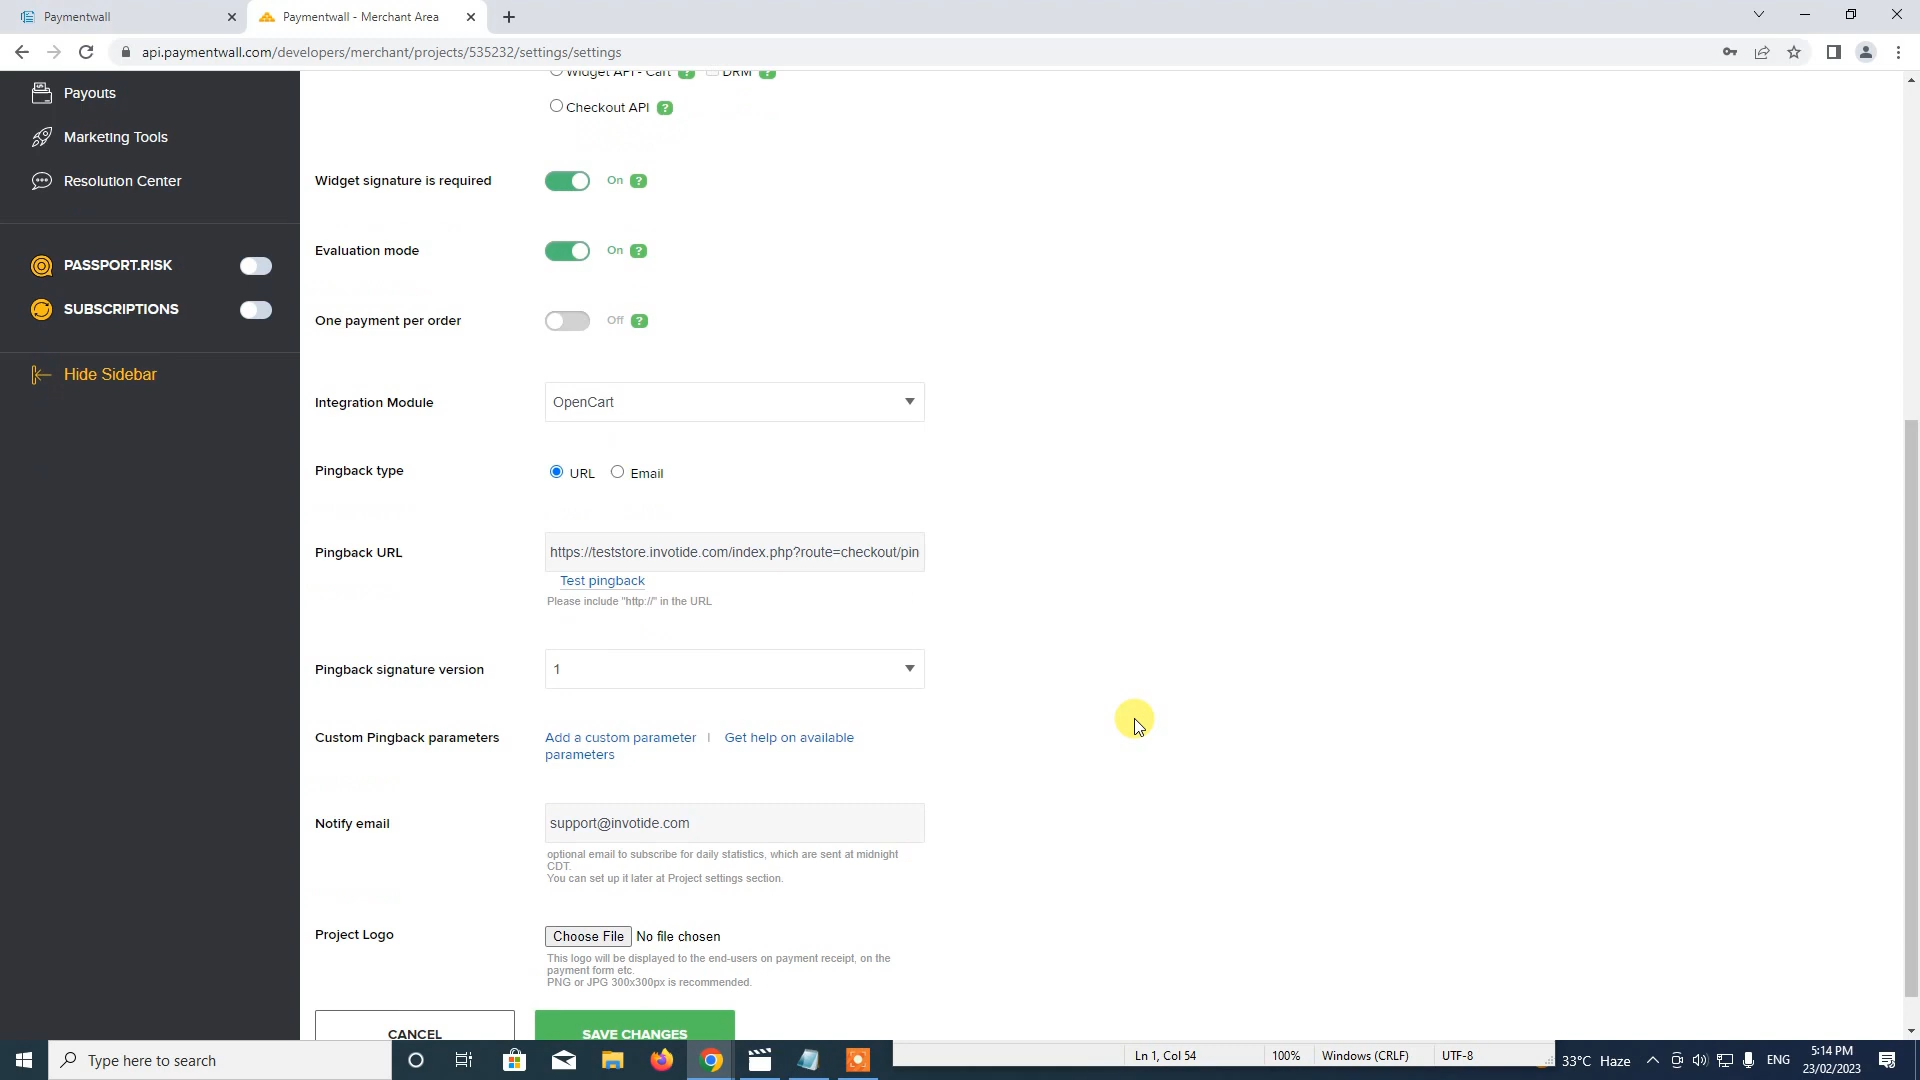 Paymentwall
Paymentwall - Merchant Area
api.paymentwall.com/developers/merchant/projects/535232/settings/settings
Payouts
Marketing Tools
Resolution Center
PASSPORT.RISK
SUBSCRIPTIONS
Hide Sidebar
Widget API - Cart ? DRM ?
Checkout API ?
Widget signature is required On ?
Evaluation mode On ?
One payment per order Off ?
Integration Module OpenCart
Pingback type URL Email
Pingback URL https://teststore.invotide.com/index.php?route=checkout/pin
Test pingback
Please include "http://" in the URL
Pingback signature version 1
Custom Pingback parameters Add a custom parameter | Get help on available
parameters
Notify email support@invotide.com
optional email to subscribe for daily statistics, which are sent at midnight
CDT.
You can set up it later at Project settings section.
Project Logo Choose File No file chosen
This logo will be displayed to the end-users on payment receipt, on the
payment form etc.
PNG or JPG 300x300px is recommended.
CANCEL SAVE CHANGES
Type here to search
Ln 1, Col 54 100% Windows (CRLF) UTF-8
33°C Haze ENG
5:14 PM
23/02/2023